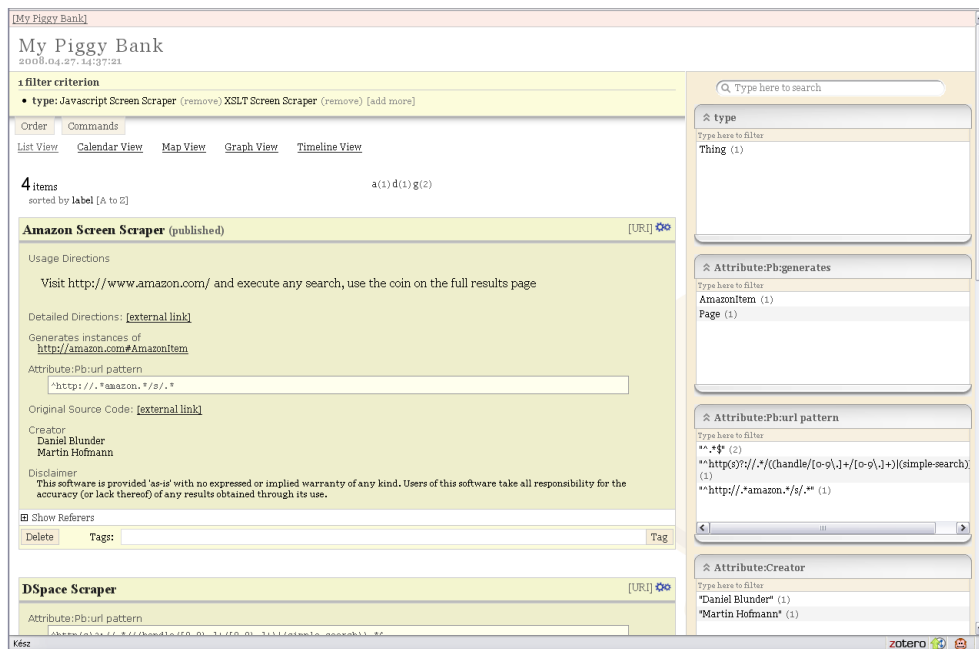 [My Piggy Bank]
My Piggy Bank
2008.04.27. 14:37:21
1 filter criterion
• type: Javascript Screen Scraper (remove) XSLT Screen Scraper (remove) [add more]
Order Commands
List View Calendar View Map View Graph View Timeline View
4 items
a(1) d(1) g(2)
sorted by label [A to Z]
Amazon Screen Scraper (published) [URI]
Usage Directions
Visit http://www.amazon.com/ and execute any search, use the coin on the full results page
Detailed Directions: [external link]
Generates instances of
http://amazon.com#AmazonItem
Attribute:Pb:url pattern
^http://.*amazon.*/s/.*
Original Source Code: [external link]
Creator
Daniel Blunder
Martin Hofmann
Disclaimer
This software is provided 'as-is' with no expressed or implied warranty of any kind. Users of this software take all responsibility for the
accuracy (or lack thereof) of any results obtained through its use.
Show Referers
Delete Tags: Tag
DSpace Scraper [URI]
Attribute:Pb:url pattern
Type here to search
type
Type here to filter
Thing (1)
Attribute:Pb:generates
Type here to filter
AmazonItem (1)
Page (1)
Attribute:Pb:url pattern
Type here to filter
"^.*$" (2)
"^http(s)?://.*/((handle/[0-9\.]+/[0-9\.]+)|(simple-search)
(1)
"^http://.*amazon.*/s/.*" (1)
Attribute:Creator
Type here to filter
"Daniel Blunder" (1)
"Martin Hofmann" (1)
Kész
zotero